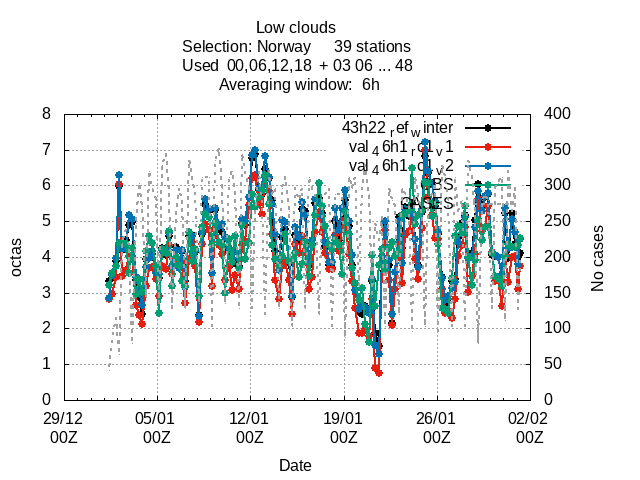 Low clouds
Selection: Norway 39 stations
Used 00,06,12,18 + 03 06 ... 48
Averaging window: 6h
octas
8
7
6
5
4
3
2
1
0
43h22_ref_winter
val_46h1_rc1_v1
val_46h1_rc1_v2
OBS
CASES
400
350
300
250
200
150
100
50
0
No cases
29/12 05/01 12/01 19/01 26/01 02/02
00Z 00Z 00Z 00Z 00Z 00Z
Date